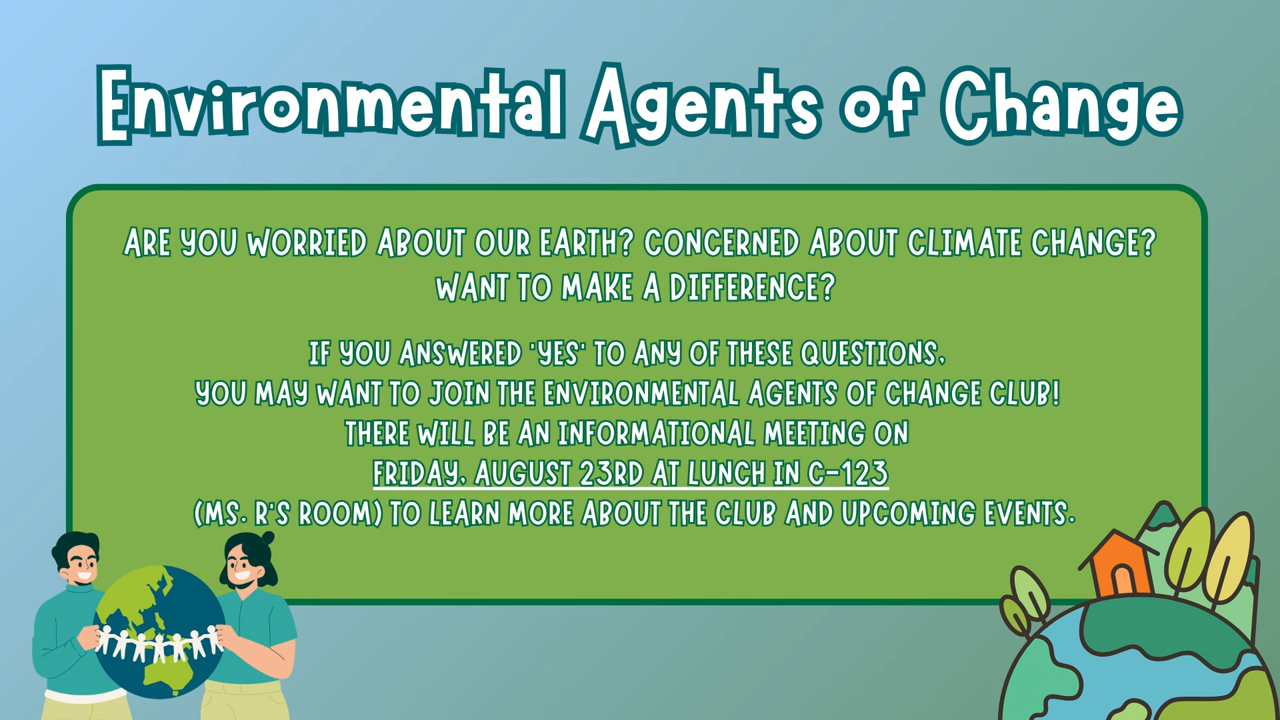 Environmental Agents of Change
ARE YOU WORRIED ABOUT OUR EARTH? CONCERNED ABOUT CLIMATE CHANGE?
WANT TO MAKE A DIFFERENCE?
IF YOU ANSWERED 'YES' TO ANY OF THESE QUESTIONS,
YOU MAY WANT TO JOIN THE ENVIRONMENTAL AGENTS OF CHANGE CLUB!
THERE WILL BE AN INFORMATIONAL MEETING ON
FRIDAY, AUGUST 23RD AT LUNCH IN C-123
(MS. R'S ROOM) TO LEARN MORE ABOUT THE CLUB AND UPCOMING EVENTS.